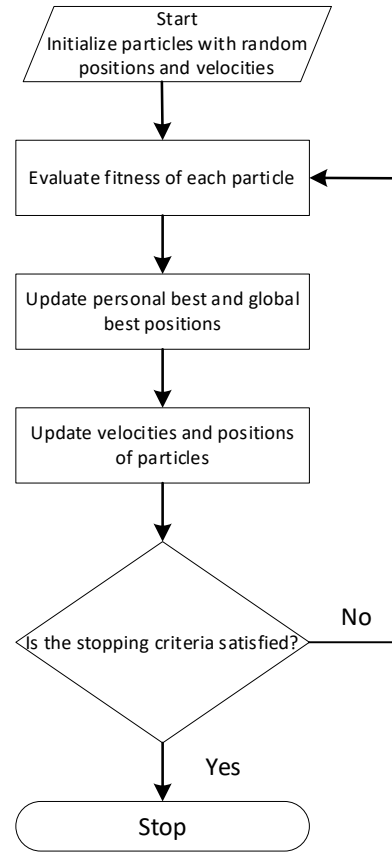 Start
Initialize particles with random
positions and velocities
Evaluate fitness of each particle
Update personal best and global
best positions
Update velocities and positions
of particles
Is the stopping criteria satisfied?
No
Yes
Stop